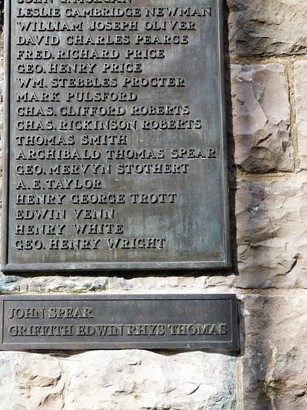 LESLIE CAMBRIDGE NEWMAN
WILLIAM JOSEPH OLIVER
DAVID CHARLES PEARCE
FRED. RICHARD PRICE
GEO. HENRY PRICE
WM. STEBBLES PROCTER
MARK PULSFORD
CHAS. CLIFFORD ROBERTS
CHAS. RICKINSON ROBERTS
THOMAS SMITH
ARCHIBALD THOMAS SPEAR
GEO. MERVYN STOTHERT
A. E. TAYLOR
HENRY GEORGE TROTT
EDWIN VENN
HENRY WHITE
GEO. HENRY WRIGHT
JOHN SPEAR
GRIFFITH EDWIN RHYS THOMAS